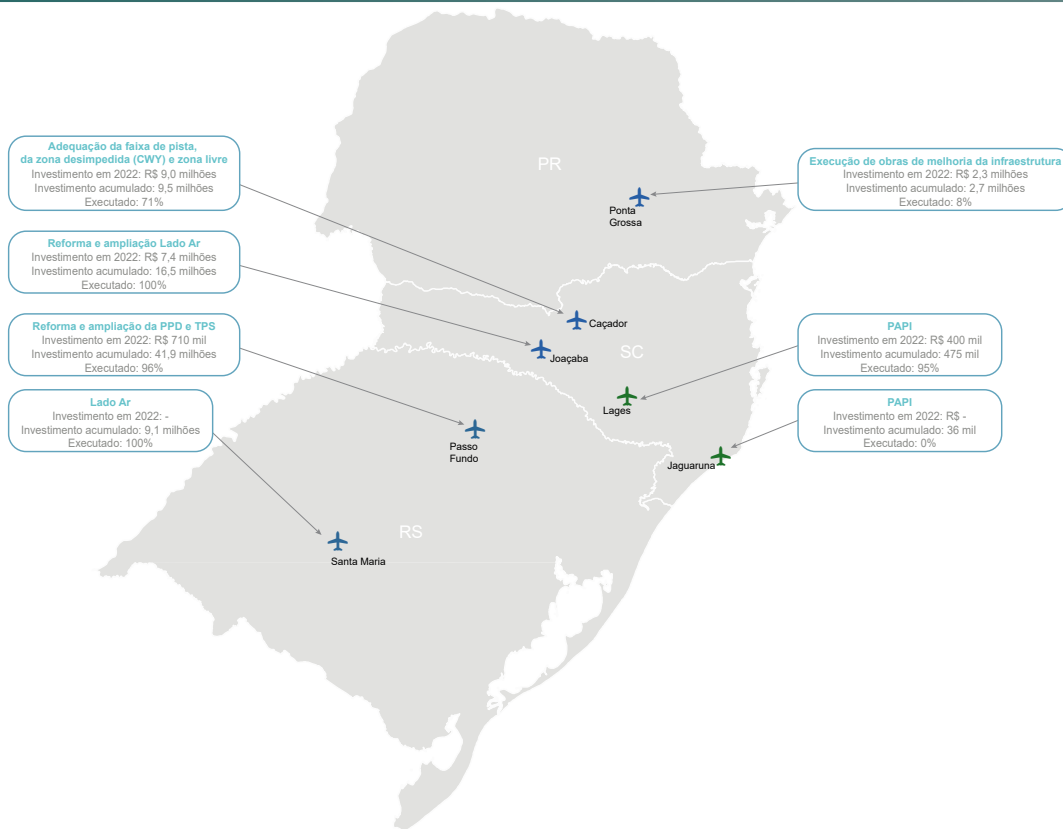 Adequação da faixa de pista,
da zona desimpedida (CWY) e zona livre
Investimento em 2022: R$ 9,0 milhões
Investimento acumulado: 9,5 milhões
Executado: 71%
Reforma e ampliação Lado Ar
Investimento em 2022: R$ 7,4 milhões
Investimento acumulado: 16,5 milhões
Executado: 100%
Reforma e ampliação da PPD e TPS
Investimento em 2022: R$ 710 mil
Investimento acumulado: 41,9 milhões
Executado: 96%
Lado Ar
Investimento em 2022: -
Investimento acumulado: 9,1 milhões
Executado: 100%
PR
Ponta
Grossa
Caçador
Joaçaba
SC
Lages
Passo
Fundo
Jaguaruna
RS
Santa Maria
Execução de obras de melhoria da infraestrutura
Investimento em 2022: R$ 2,3 milhões
Investimento acumulado: 2,7 milhões
Executado: 8%
PAPI
Investimento em 2022: R$ 400 mil
Investimento acumulado: 475 mil
Executado: 95%
PAPI
Investimento em 2022: R$ -
Investimento acumulado: 36 mil
Executado: 0%